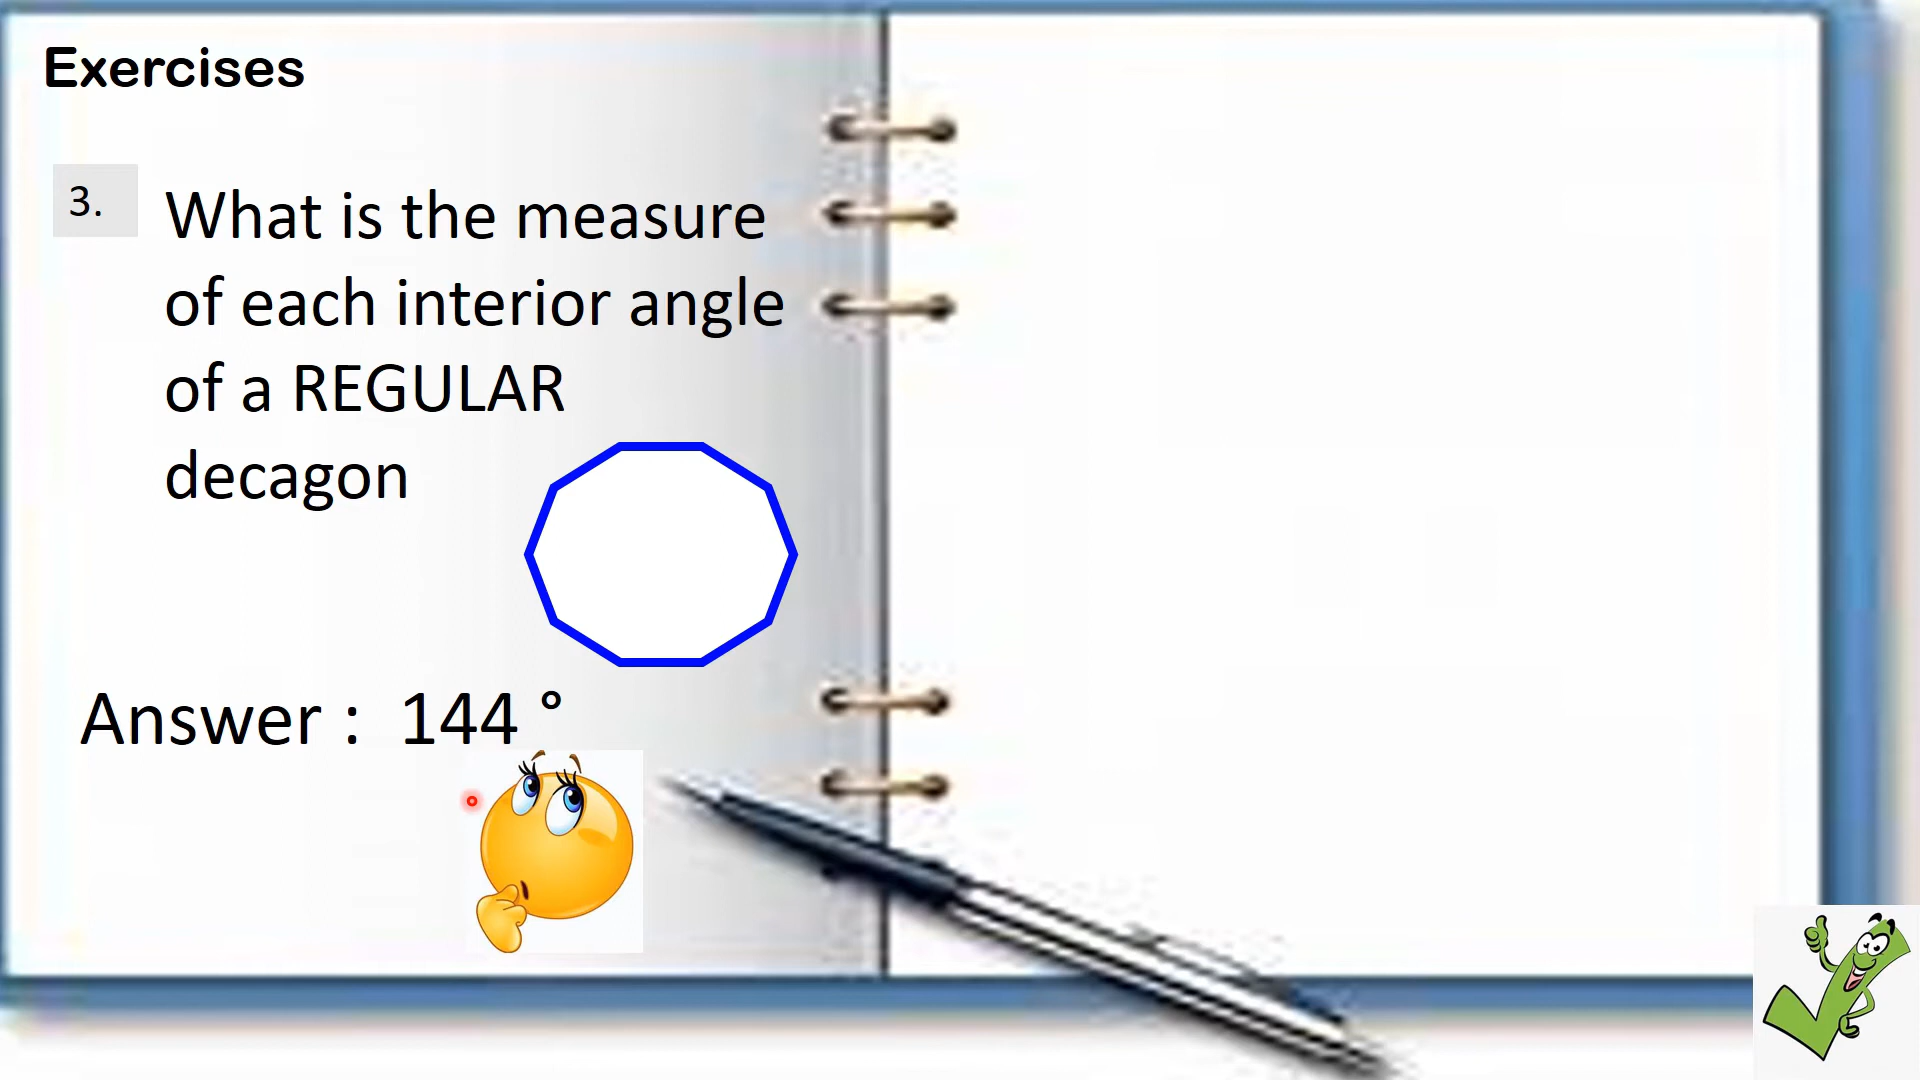 Exercises
3.
What is the measure
of each interior angle
of a REGULAR
decagon
Answer : 144 °